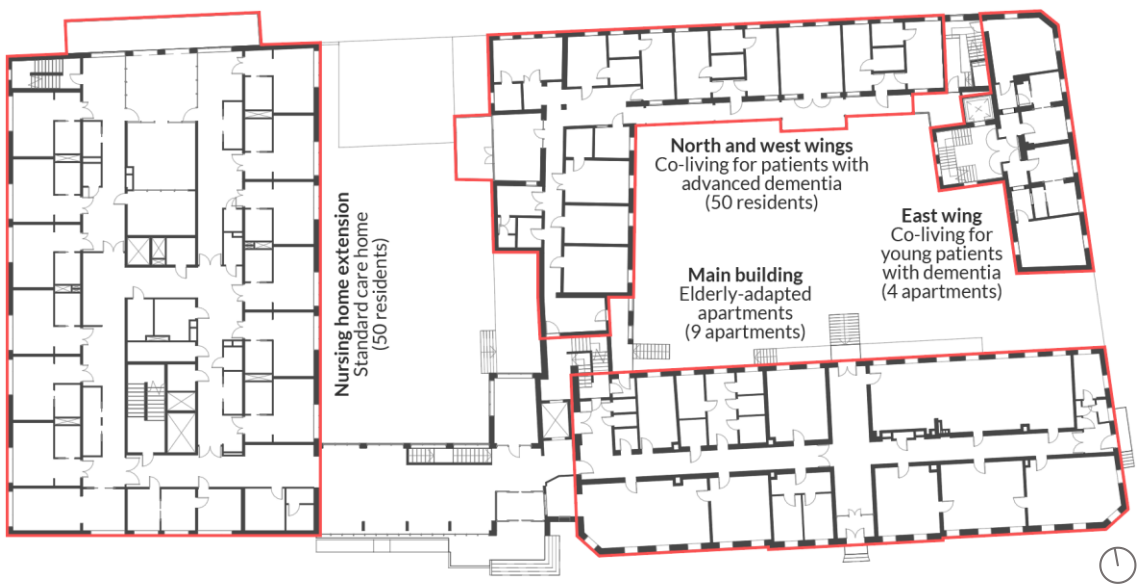 Nursing home extension
Standard care home
(50 residents)
North and west wings
Co-living for patients with
advanced dementia
(50 residents)
East wing
Co-living for
young patients
with dementia
(4 apartments)
Main building
Elderly-adapted
apartments
(9 apartments)